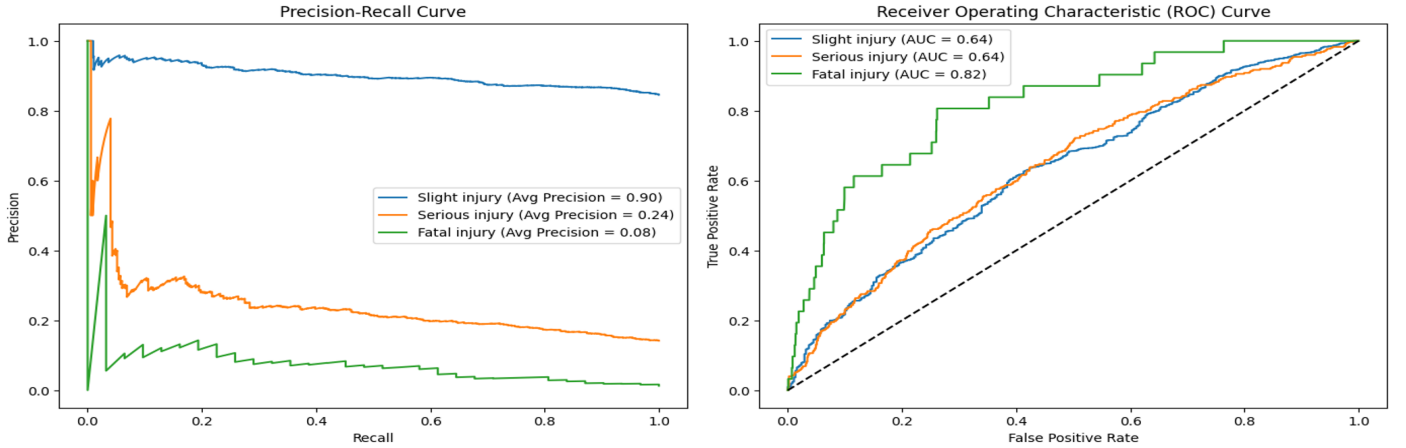 Precision-Recall Curve
1.0
0.8
0.6
0.4
0.2
0.0
Precision
Slight injury (Avg Precision = 0.90)
Serious injury (Avg Precision = 0.24)
Fatal injury (Avg Precision = 0.08)
0.0 0.2 0.4 0.6 0.8 1.0
Recall
Receiver Operating Characteristic (ROC) Curve
Slight injury (AUC = 0.64)
Serious injury (AUC = 0.64)
Fatal injury (AUC = 0.82)
1.0
0.8
0.6
0.4
0.2
0.0
True Positive Rate
0.0 0.2 0.4 0.6 0.8 1.0
False Positive Rate